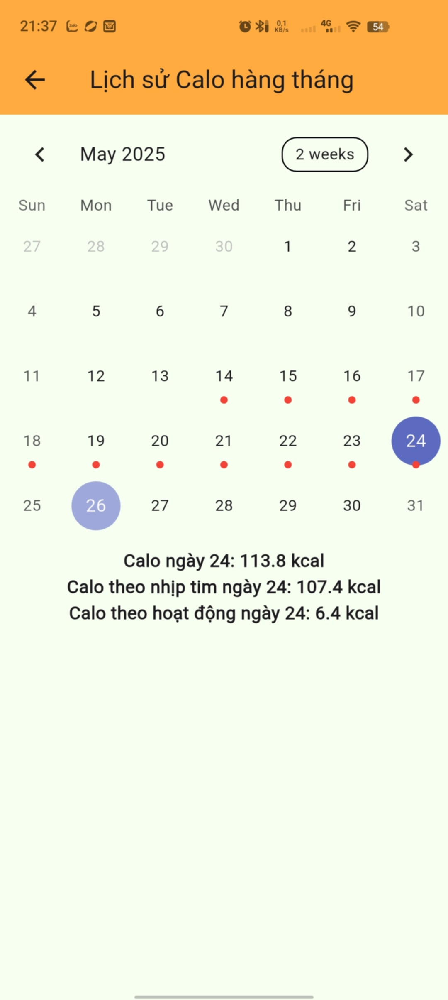 21:37 Zalo 0,1 KB/s 4G 54
Lịch sử Calo hàng tháng
May 2025 2 weeks
Sun Mon Tue Wed Thu Fri Sat
27 28 29 30 1 2 3
4 5 6 7 8 9 10
11 12 13 14 15 16 17
18 19 20 21 22 23 24
25 26 27 28 29 30 31
Calo ngày 24: 113.8 kcal
Calo theo nhịp tim ngày 24: 107.4 kcal
Calo theo hoạt động ngày 24: 6.4 kcal